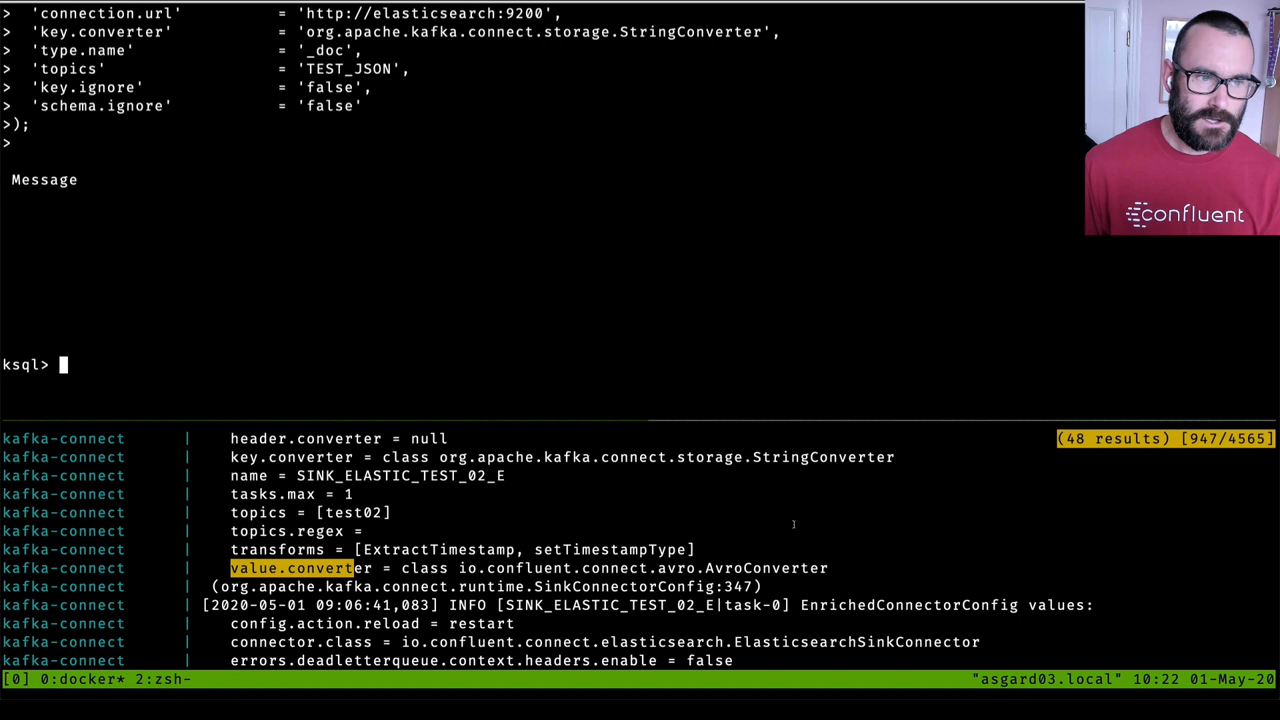 >  'connection.url'             = 'http://elasticsearch:9200',
>  'key.converter'              = 'org.apache.kafka.connect.storage.StringConverter',
>  'type.name'                  = '_doc',
>  'topics'                     = 'TEST_JSON',
>  'key.ignore'                 = 'false',
>  'schema.ignore'              = 'false'
>);
>
Message
confluent
ksql>
kafka-connect | header.converter = null (48 results) [947/4565]
kafka-connect | key.converter = class org.apache.kafka.connect.storage.StringConverter
kafka-connect | name = SINK_ELASTIC_TEST_02_E
kafka-connect | tasks.max = 1
kafka-connect | topics = [test02]
kafka-connect | topics.regex =
kafka-connect | transforms = [ExtractTimestamp, setTimestampType]
kafka-connect | value.converter = class io.confluent.connect.avro.AvroConverter
kafka-connect | (org.apache.kafka.connect.runtime.SinkConnectorConfig:347)
kafka-connect | [2020-05-01 09:06:41,083] INFO [SINK_ELASTIC_TEST_02_E|task-0] EnrichedConnectorConfig values:
kafka-connect | config.action.reload = restart
kafka-connect | connector.class = io.confluent.connect.elasticsearch.ElasticsearchSinkConnector
kafka-connect | errors.deadletterqueue.context.headers.enable = false
[0] 0:docker* 2:zsh- "asgard03.local" 10:22 01-May-20